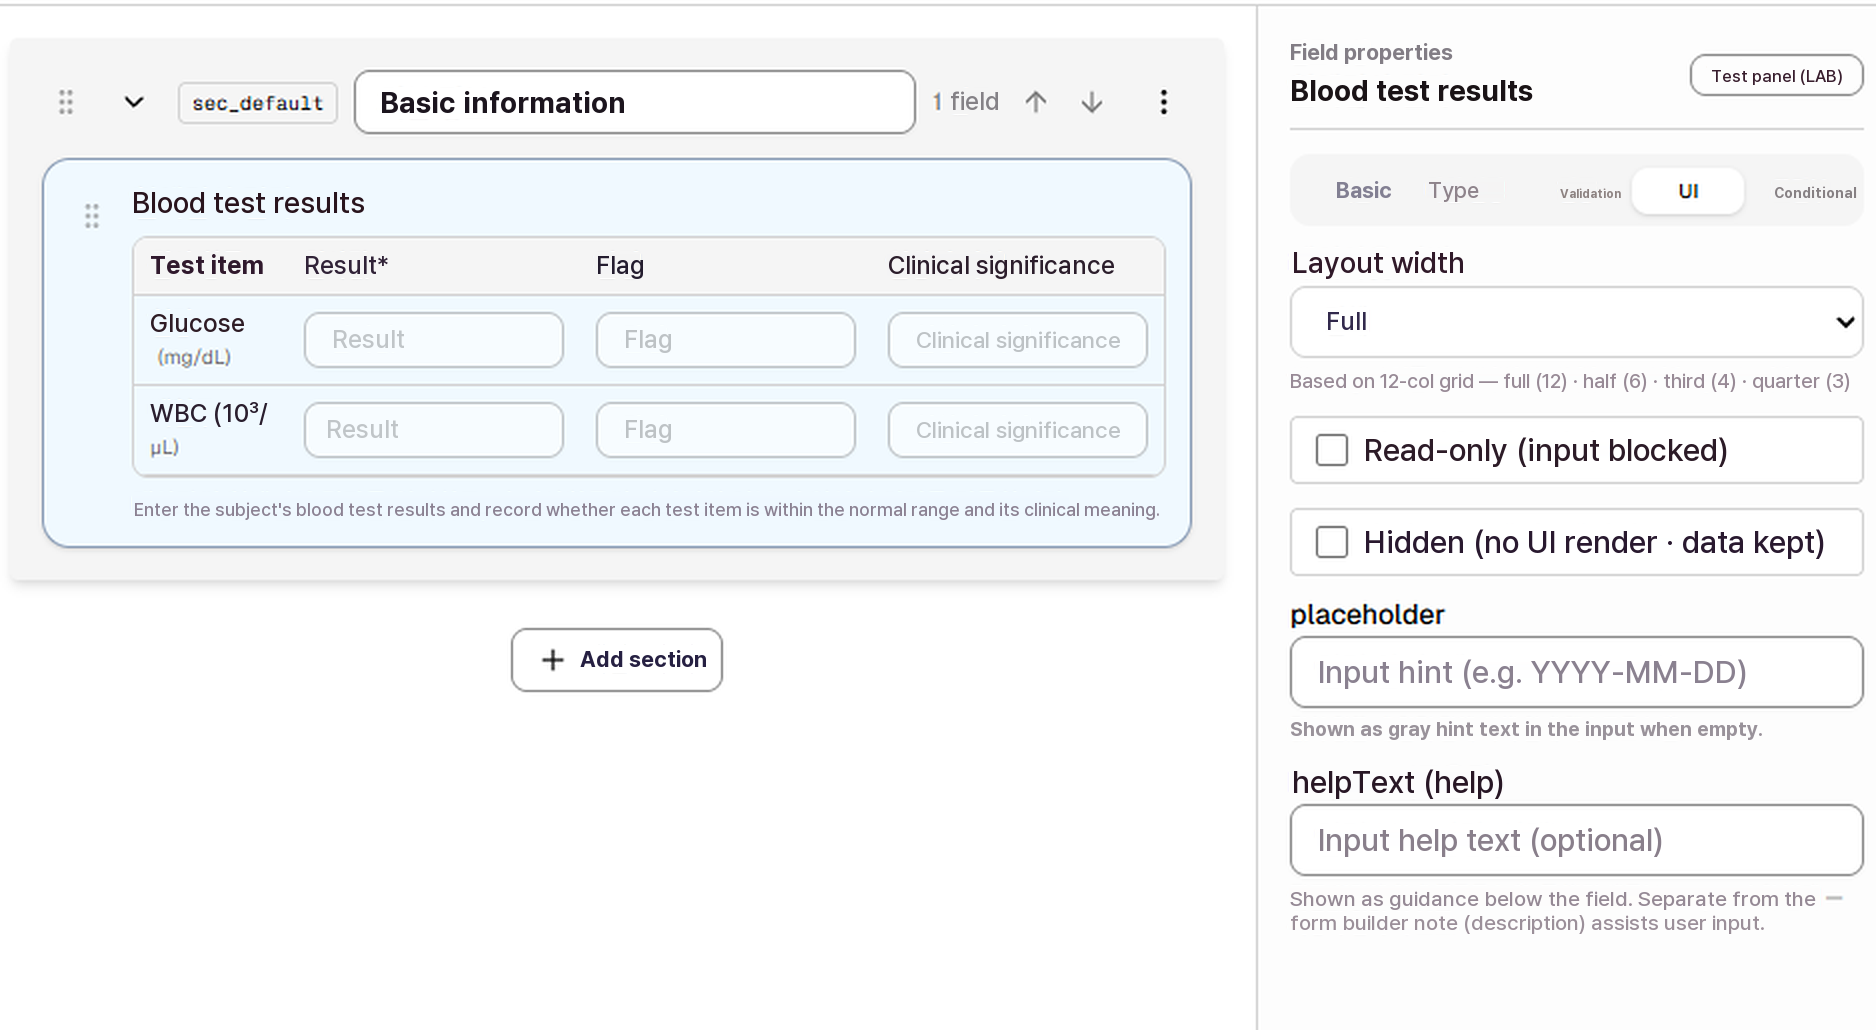 sec_default
Basic information
1 field
Blood test results
Test item Result* Flag Clinical significance
Glucose
(mg/dL)
Result Flag Clinical significance
WBC (10³/
µL)
Result Flag Clinical significance
Enter the subject's blood test results and record whether each test item is within the normal range and its clinical meaning.
+ Add section
Field properties
Blood test results
Test panel (LAB)
Basic Type Validation UI Conditional
Layout width
Full
Based on 12-col grid — full (12) · half (6) · third (4) · quarter (3)
Read-only (input blocked)
Hidden (no UI render · data kept)
placeholder
Input hint (e.g. YYYY-MM-DD)
Shown as gray hint text in the input when empty.
helpText (help)
Input help text (optional)
Shown as guidance below the field. Separate from the —
form builder note (description) assists user input.